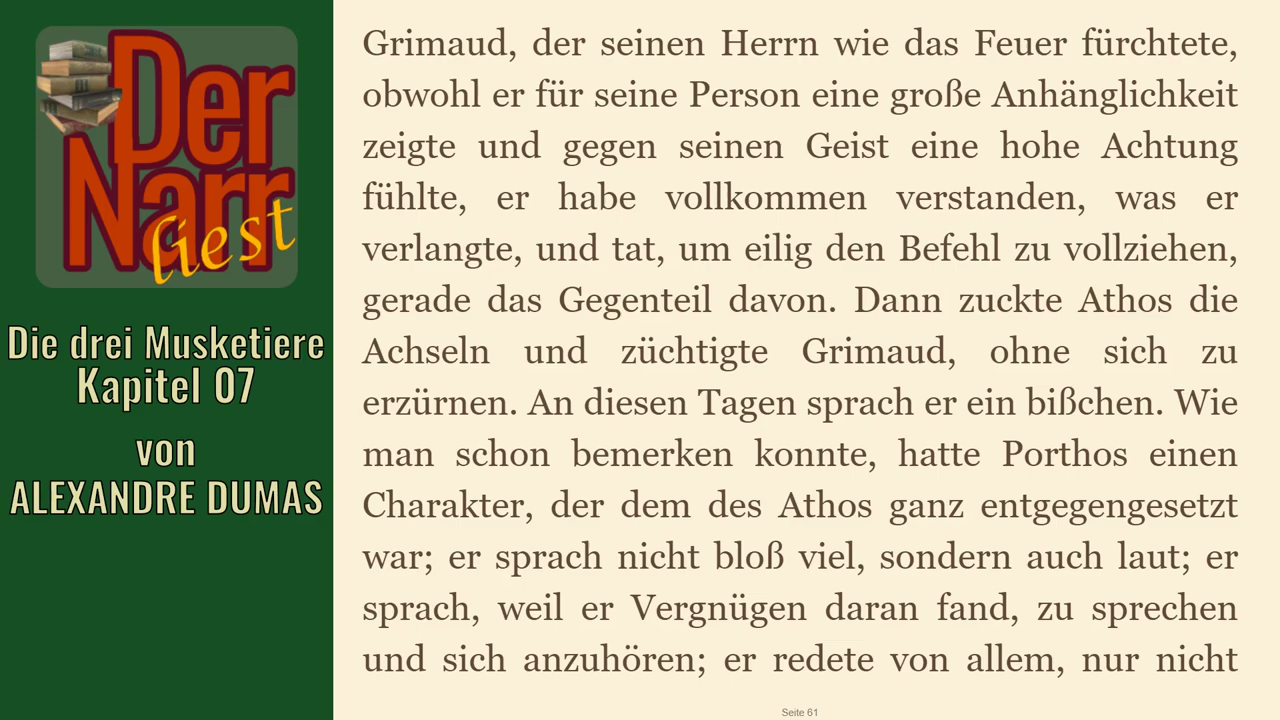 Der
Narr
liest
Die drei Musketiere
Kapitel 07
von
ALEXANDRE DUMAS
Grimaud, der seinen Herrn wie das Feuer fürchtete,
obwohl er für seine Person eine große Anhänglichkeit
zeigte und gegen seinen Geist eine hohe Achtung
fühlte, er habe vollkommen verstanden, was er
verlangte, und tat, um eilig den Befehl zu vollziehen,
gerade das Gegenteil davon. Dann zuckte Athos die
Achseln und züchtigte Grimaud, ohne sich zu
erzürnen. An diesen Tagen sprach er ein bißchen. Wie
man schon bemerken konnte, hatte Porthos einen
Charakter, der dem des Athos ganz entgegengesetzt
war; er sprach nicht bloß viel, sondern auch laut; er
sprach, weil er Vergnügen daran fand, zu sprechen
und sich anzuhören; er redete von allem, nur nicht
Seite 61